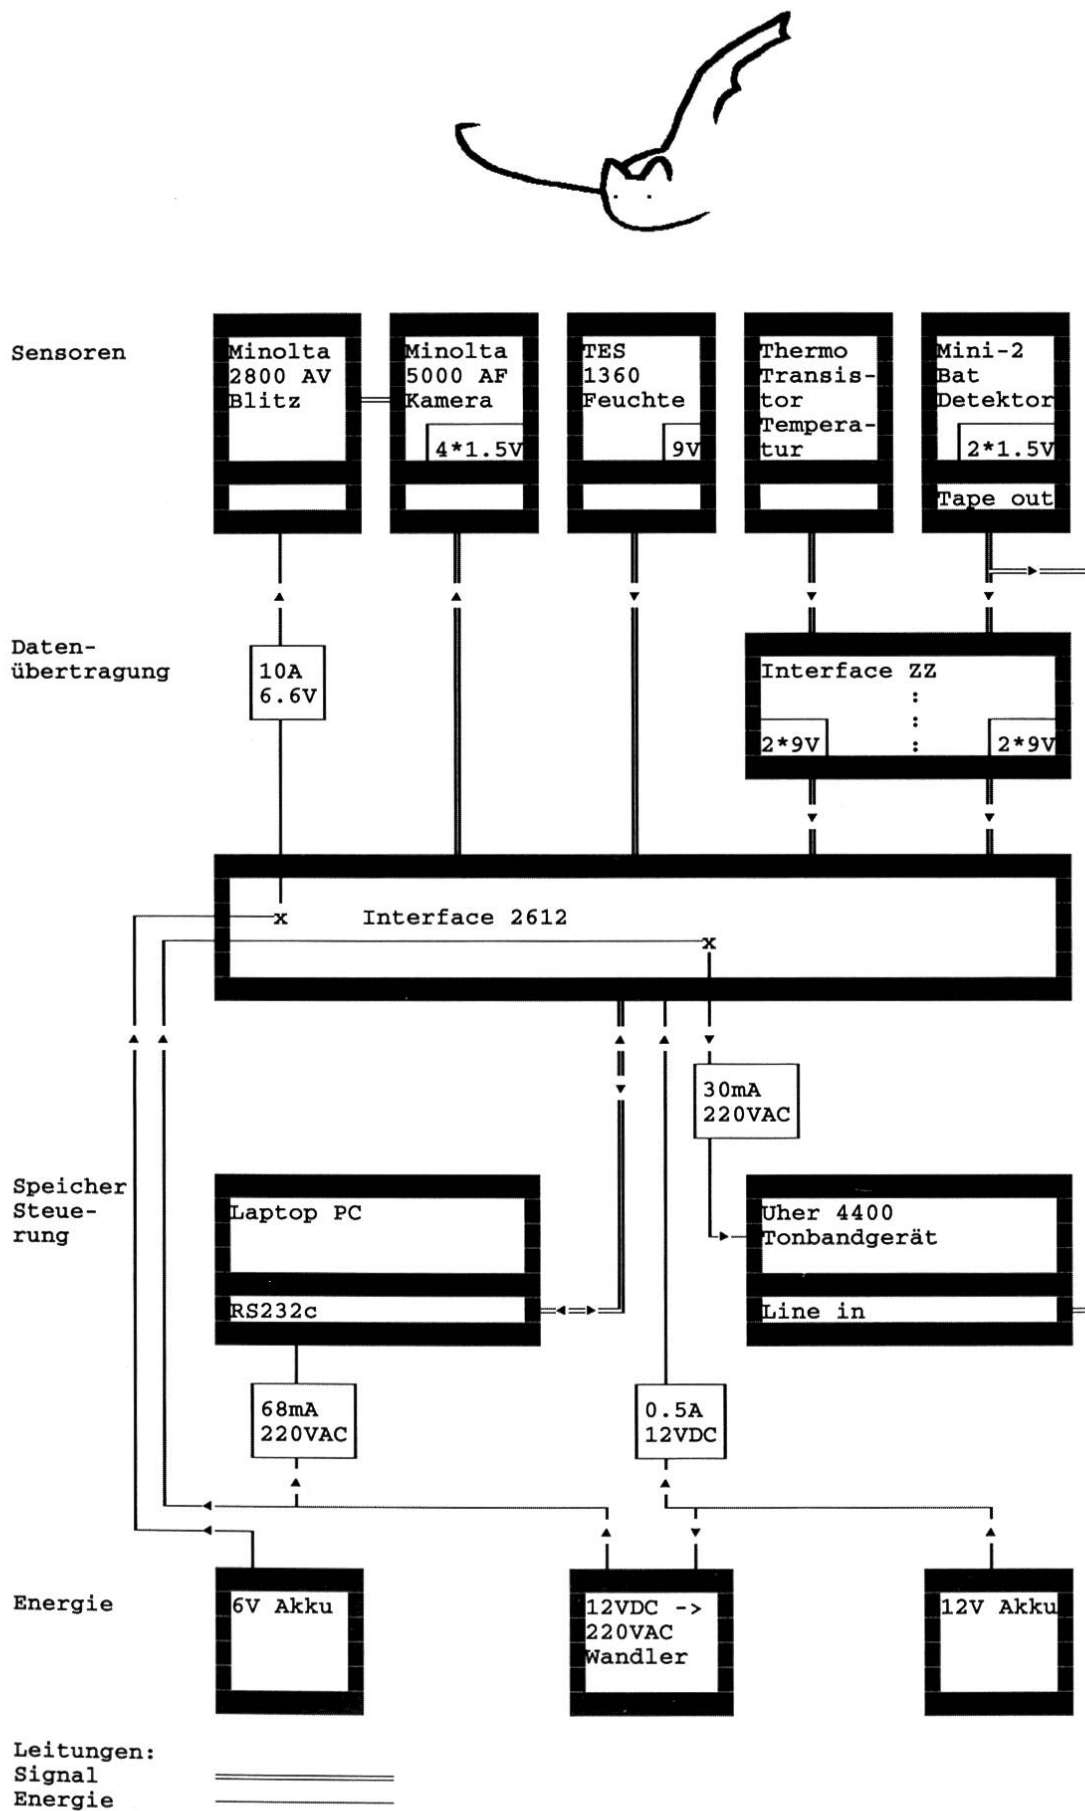 Sensoren
Minolta
2800 AV
Blitz
Minolta
5000 AF
Kamera
4*1.5V
TES
1360
Feuchte
9V
Thermo
Transis-
tor
Tempera-
tur
Mini-2
Bat
Detektor
2*1.5V
Tape out
Daten-
übertragung
10A
6.6V
Interface ZZ
:
:
:
2*9V
2*9V
Interface 2612
x
x
30mA
220VAC
Speicher
Steue-
rung
Laptop PC
RS232c
Uher 4400
Tonbandgerät
Line in
68mA
220VAC
0.5A
12VDC
Energie
6V Akku
12VDC ->
220VAC
Wandler
12V Akku
Leitungen:
Signal
Energie